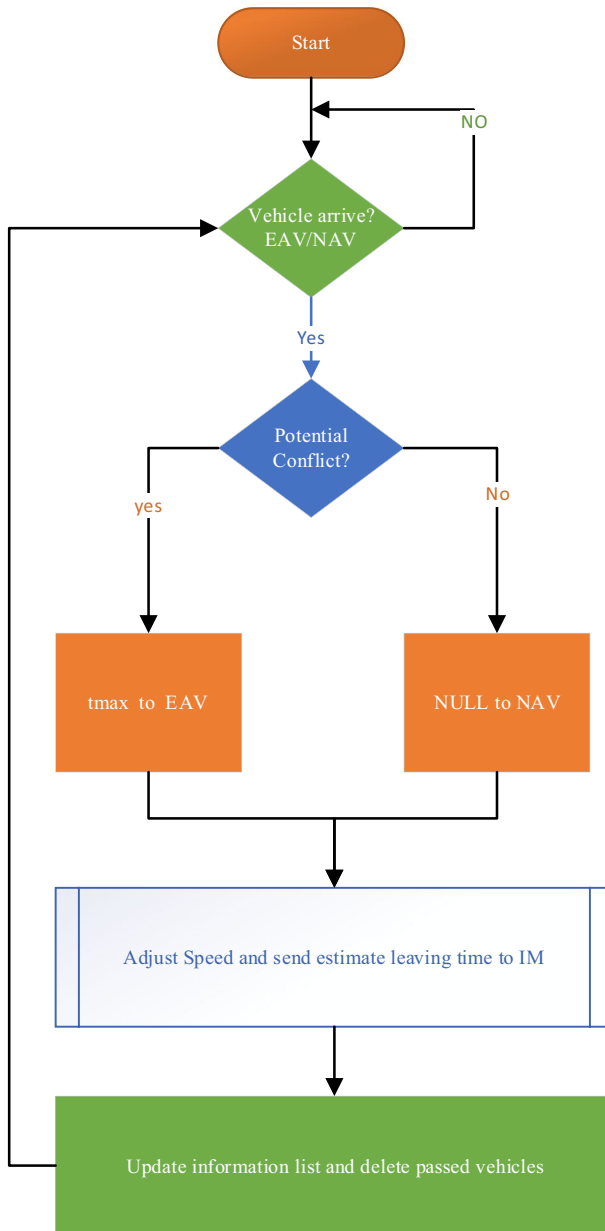 Start
NO
Vehicle arrive?
EAV/NAV
Yes
Potential
Conflict?
yes
No
tmax to EAV
NULL to NAV
Adjust Speed and send estimate leaving time to IM
Update information list and delete passed vehicles